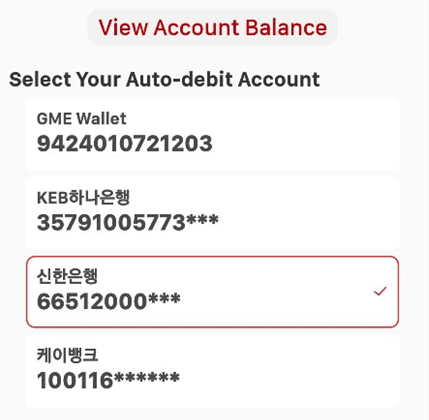 View Account Balance
Select Your Auto-debit Account
GME Wallet
9424010721203
KEB하나은행
35791005773***
신한은행
66512000***
케이뱅크
100116******